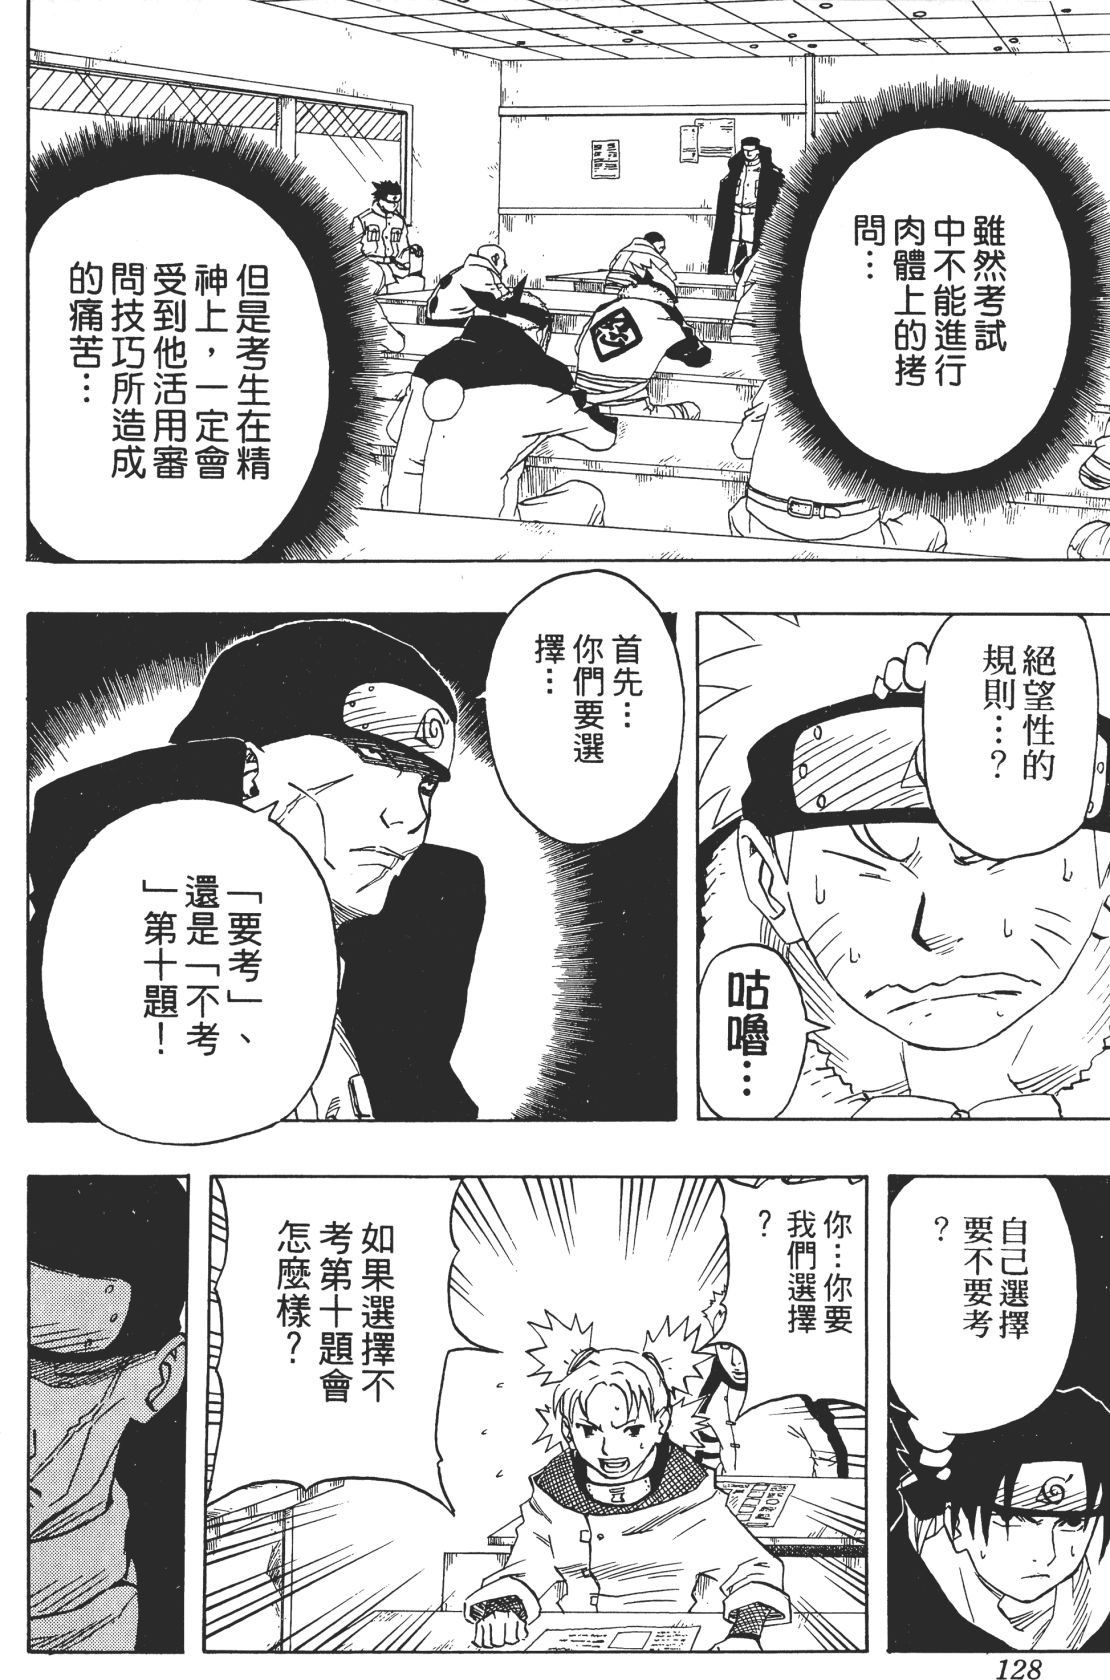 雖然考試
中不能進行
肉體上的拷
問…
但是考生在精
神上，一定會
受到他活用審
問技巧所造成
的痛苦…
絕望性的
規則…？
咕嚕…
首先…
你們要選
擇…
「要考」、
還是「不考
」第十題！
自己選擇
要不要考
？
你…你要
我們選擇
？
如果選擇不
考第十題會
怎麼樣？
128